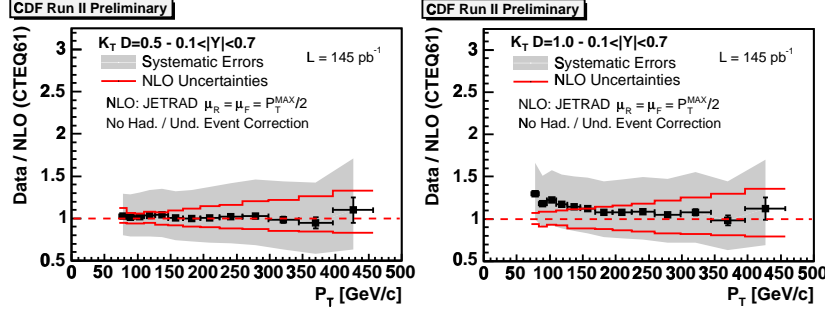 CDF Run II Preliminary
K_T D=0.5 - 0.1<|Y|<0.7
Systematic Errors
NLO Uncertainties
L = 145 pb^-1
NLO: JETRAD μ_R = μ_F = P_T^MAX/2
No Had. / Und. Event Correction
Data / NLO (CTEQ61)
3
2.5
2
1.5
1
0.5
0 50 100 150 200 250 300 350 400 450 500
P_T [GeV/c]
CDF Run II Preliminary
K_T D=1.0 - 0.1<|Y|<0.7
Systematic Errors
NLO Uncertainties
L = 145 pb^-1
NLO: JETRAD μ_R = μ_F = P_T^MAX/2
No Had. / Und. Event Correction
Data / NLO (CTEQ61)
3
2.5
2
1.5
1
0.5
0 50 100 150 200 250 300 350 400 450 500
P_T [GeV/c]